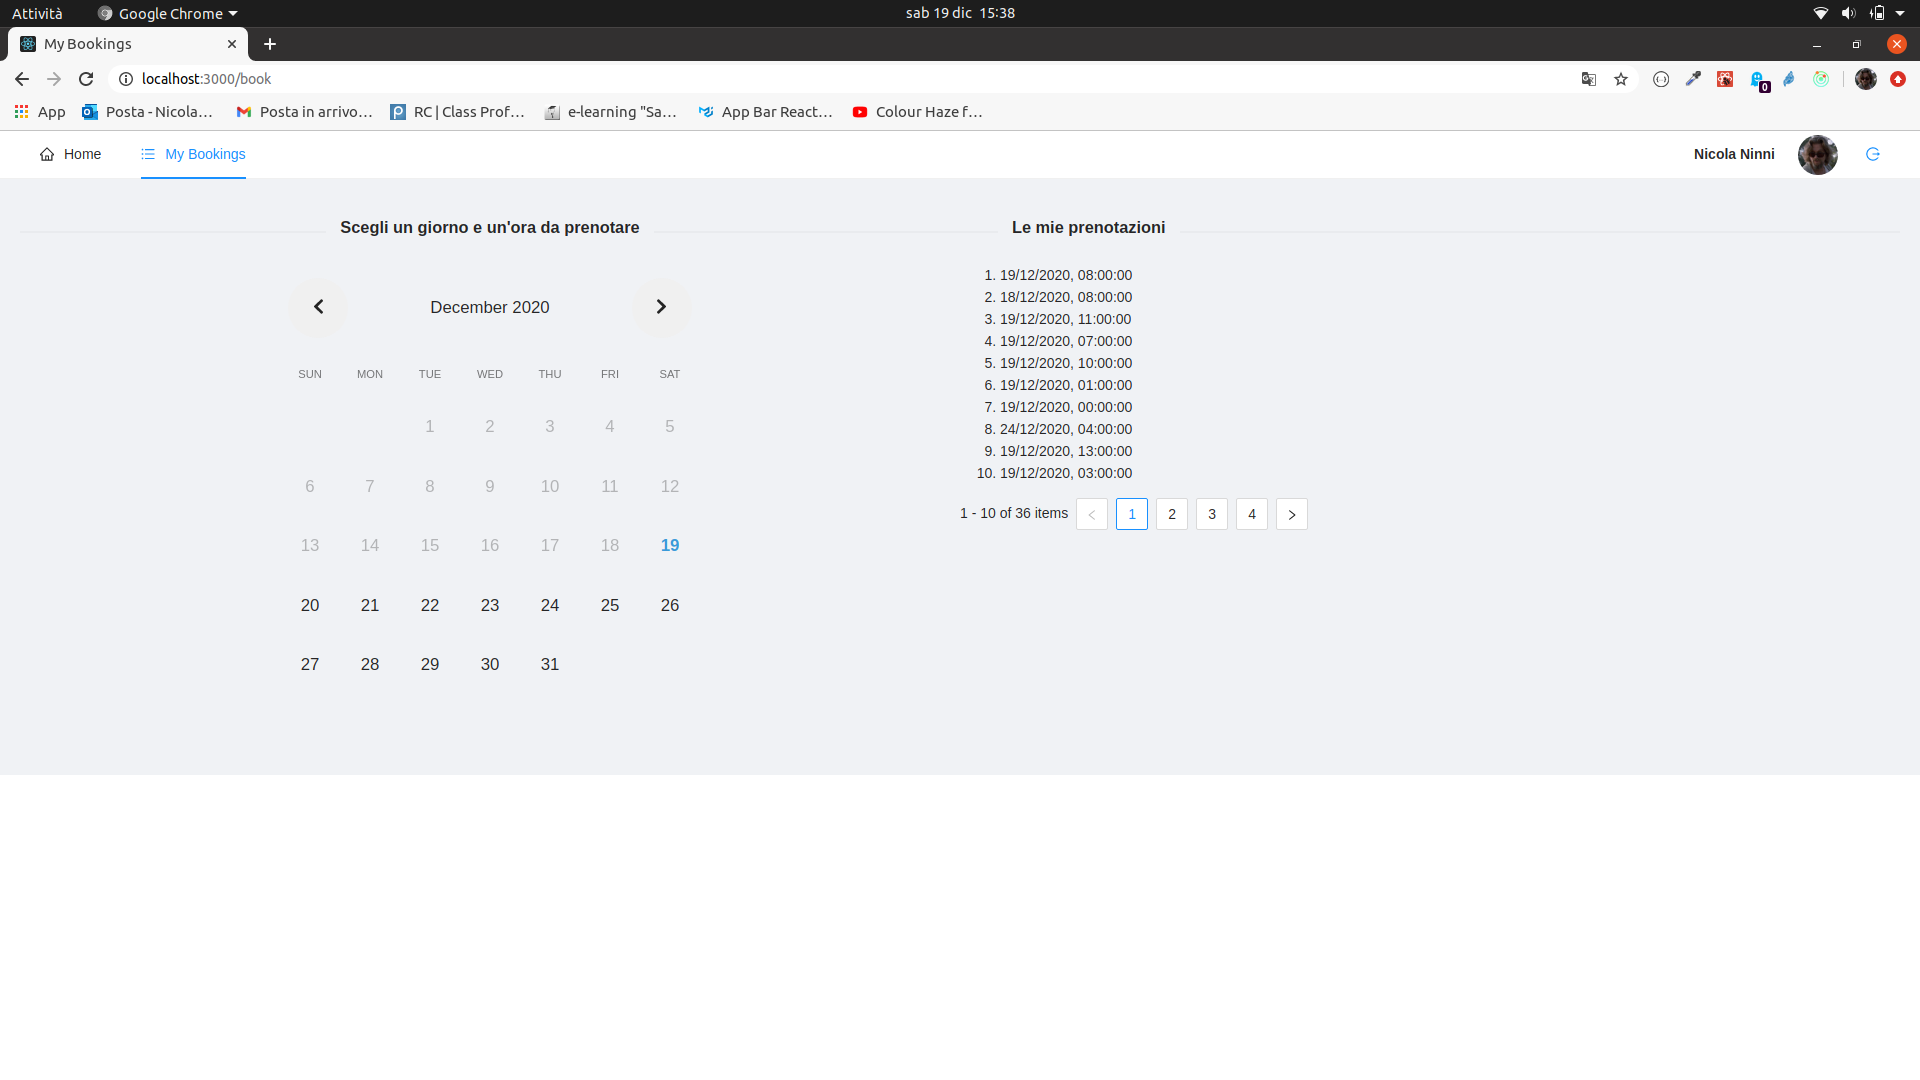 Attività Google Chrome sab 19 dic 15:38
My Bookings
localhost:3000/book
0
App Posta - Nicola... Posta in arrivo... RC | Class Prof... e-learning "Sa... App Bar React... Colour Haze f...
Home My Bookings Nicola Ninni
Scegli un giorno e un'ora da prenotare
December 2020
SUN MON TUE WED THU FRI SAT
1 2 3 4 5
6 7 8 9 10 11 12
13 14 15 16 17 18 19
20 21 22 23 24 25 26
27 28 29 30 31
Le mie prenotazioni
1. 19/12/2020, 08:00:00
2. 18/12/2020, 08:00:00
3. 19/12/2020, 11:00:00
4. 19/12/2020, 07:00:00
5. 19/12/2020, 10:00:00
6. 19/12/2020, 01:00:00
7. 19/12/2020, 00:00:00
8. 24/12/2020, 04:00:00
9. 19/12/2020, 13:00:00
10. 19/12/2020, 03:00:00
1 - 10 of 36 items < 1 2 3 4 >